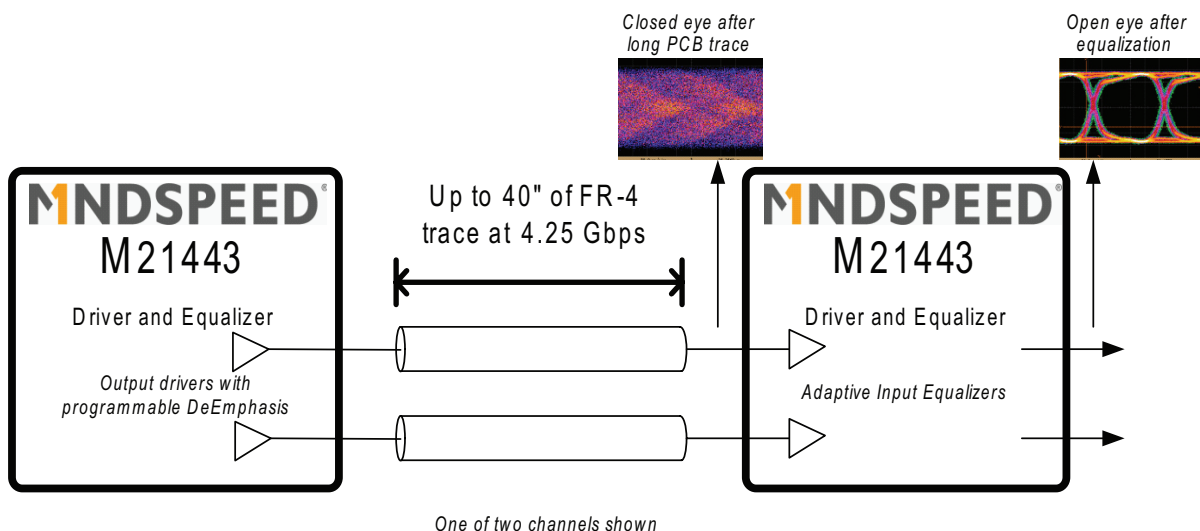 Closed eye after
long PCB trace
Open eye after
equalization
M1NDSPEED®
M21443
Driver and Equalizer
Output drivers with
programmable DeEmphasis
Up to 40" of FR-4
trace at 4.25 Gbps
M1NDSPEED®
M21443
Driver and Equalizer
Adaptive Input Equalizers
One of two channels shown